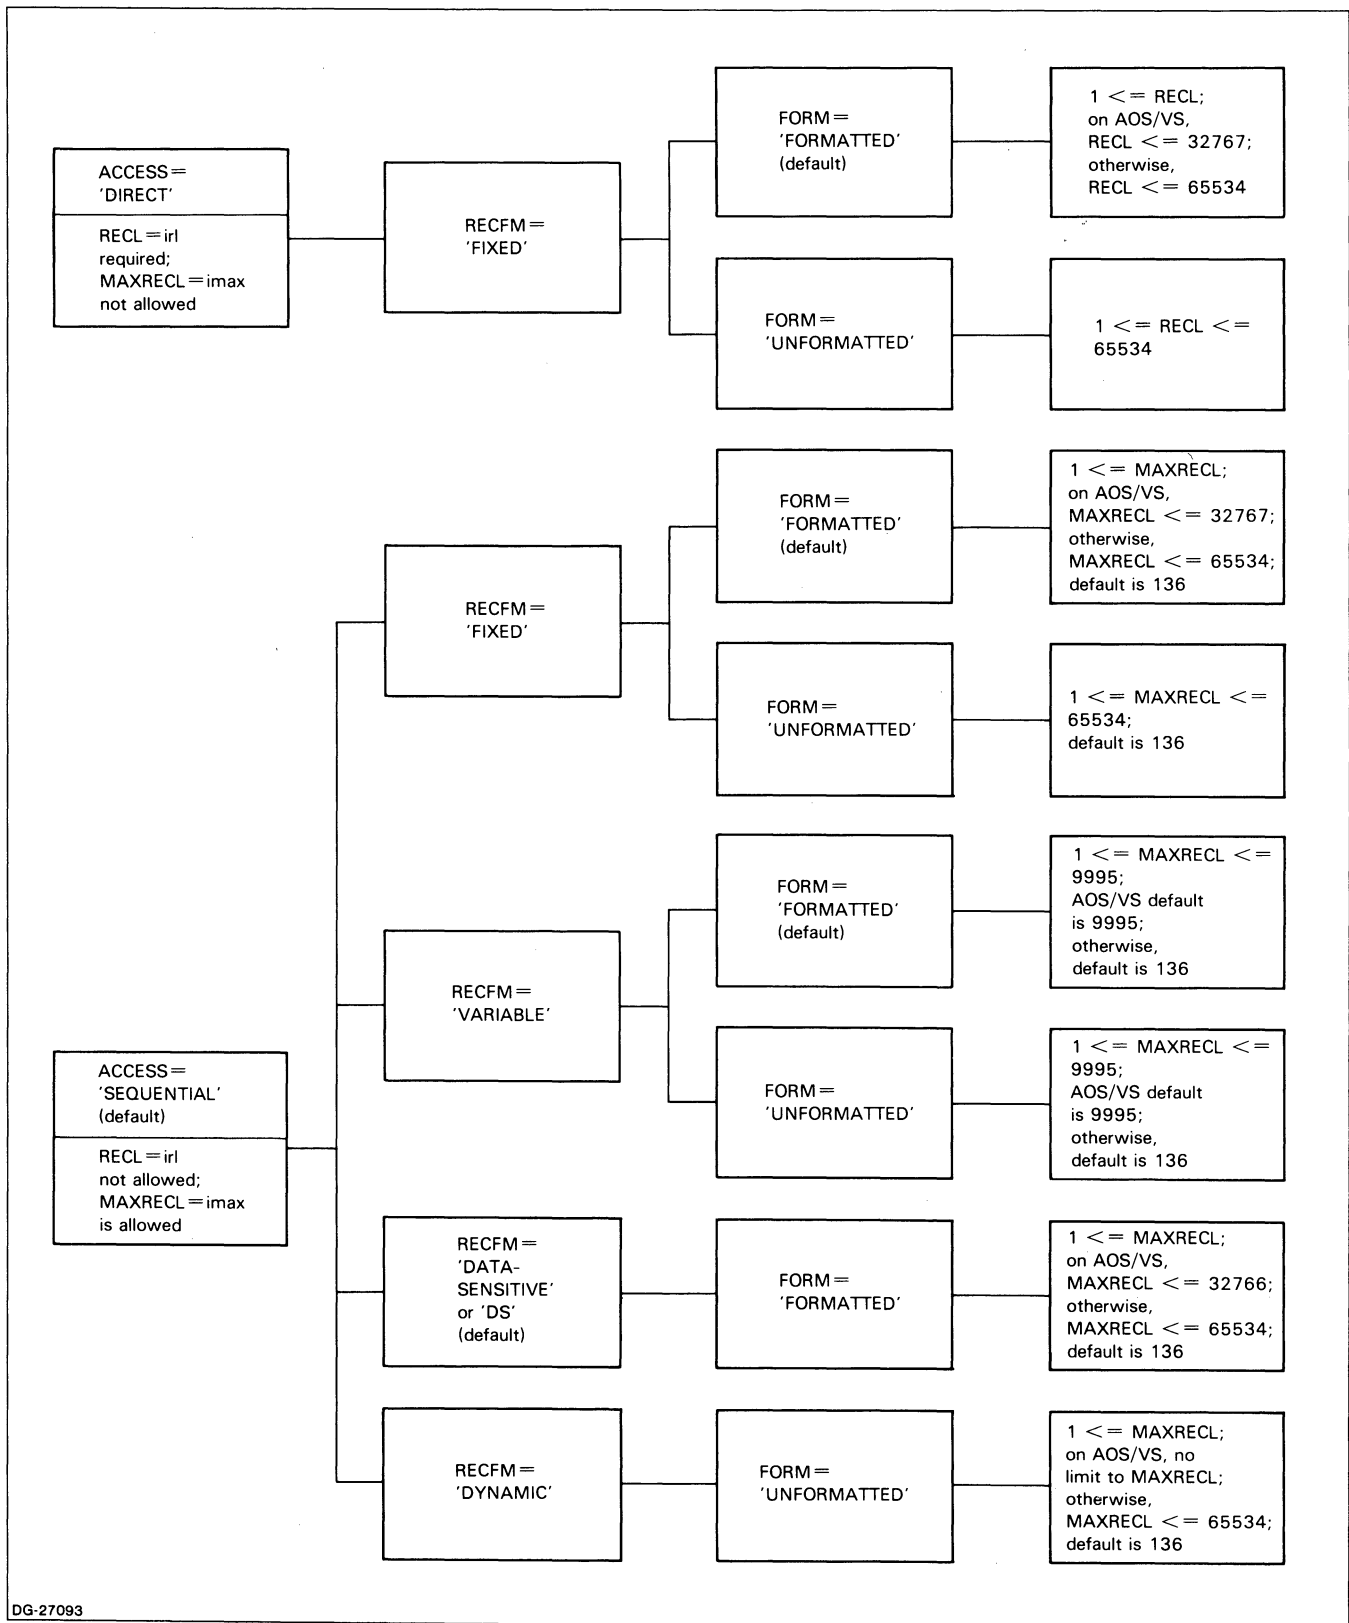 ACCESS=
'DIRECT'
RECL=irl
required;
MAXRECL=imax
not allowed
RECFM=
'FIXED'
FORM=
'FORMATTED'
(default)
1 <= RECL;
on AOS/VS,
RECL <= 32767;
otherwise,
RECL <= 65534
FORM=
'UNFORMATTED'
1 <= RECL <=
65534
ACCESS=
'SEQUENTIAL'
(default)
RECL=irl
not allowed;
MAXRECL=imax
is allowed
RECFM=
'FIXED'
FORM=
'FORMATTED'
(default)
1 <= MAXRECL;
on AOS/VS,
MAXRECL <= 32767;
otherwise,
MAXRECL <= 65534;
default is 136
FORM=
'UNFORMATTED'
1 <= MAXRECL <=
65534;
default is 136
RECFM=
'VARIABLE'
FORM=
'FORMATTED'
(default)
1 <= MAXRECL <=
9995;
AOS/VS default
is 9995;
otherwise,
default is 136
FORM=
'UNFORMATTED'
1 <= MAXRECL <=
9995;
AOS/VS default
is 9995;
otherwise,
default is 136
RECFM=
'DATA-
SENSITIVE'
or 'DS'
(default)
FORM=
'FORMATTED'
1 <= MAXRECL;
on AOS/VS,
MAXRECL <= 32766;
otherwise,
MAXRECL <= 65534;
default is 136
RECFM=
'DYNAMIC'
FORM=
'UNFORMATTED'
1 <= MAXRECL;
on AOS/VS, no
limit to MAXRECL;
otherwise,
MAXRECL <= 65534;
default is 136
DG-27093